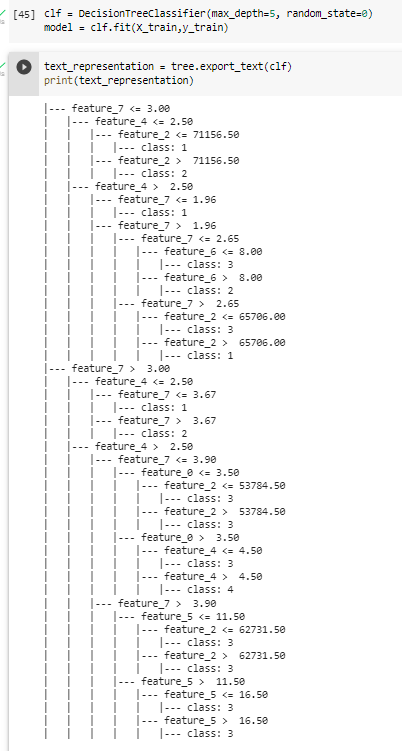 [45] clf = DecisionTreeClassifier(max_depth=5, random_state=0)
model = clf.fit(X_train,y_train)
text_representation = tree.export_text(clf)
print(text_representation)
|--- feature_7 <= 3.00
|   |--- feature_4 <= 2.50
|   |   |--- feature_2 <= 71156.50
|   |   |   |--- class: 1
|   |   |--- feature_2 >  71156.50
|   |   |   |--- class: 2
|   |--- feature_4 >  2.50
|   |   |--- feature_7 <= 1.96
|   |   |   |--- class: 1
|   |   |--- feature_7 >  1.96
|   |   |   |--- feature_7 <= 2.65
|   |   |   |   |--- feature_6 <= 8.00
|   |   |   |   |   |--- class: 3
|   |   |   |   |--- feature_6 >  8.00
|   |   |   |   |   |--- class: 2
|   |   |   |--- feature_7 >  2.65
|   |   |   |   |--- feature_2 <= 65706.00
|   |   |   |   |   |--- class: 3
|   |   |   |   |--- feature_2 >  65706.00
|   |   |   |   |   |--- class: 1
|--- feature_7 >  3.00
|   |--- feature_4 <= 2.50
|   |   |--- feature_7 <= 3.67
|   |   |   |--- class: 1
|   |   |--- feature_7 >  3.67
|   |   |   |--- class: 2
|   |--- feature_4 >  2.50
|   |   |--- feature_7 <= 3.90
|   |   |   |--- feature_0 <= 3.50
|   |   |   |   |--- feature_2 <= 53784.50
|   |   |   |   |   |--- class: 3
|   |   |   |   |--- feature_2 >  53784.50
|   |   |   |   |   |--- class: 3
|   |   |   |--- feature_0 >  3.50
|   |   |   |   |--- feature_4 <= 4.50
|   |   |   |   |   |--- class: 3
|   |   |   |   |--- feature_4 >  4.50
|   |   |   |   |   |--- class: 4
|   |   |--- feature_7 >  3.90
|   |   |   |--- feature_5 <= 11.50
|   |   |   |   |--- feature_2 <= 62731.50
|   |   |   |   |   |--- class: 3
|   |   |   |   |--- feature_2 >  62731.50
|   |   |   |   |   |--- class: 3
|   |   |   |--- feature_5 >  11.50
|   |   |   |   |--- feature_5 <= 16.50
|   |   |   |   |   |--- class: 3
|   |   |   |   |--- feature_5 >  16.50
|   |   |   |   |   |--- class: 3